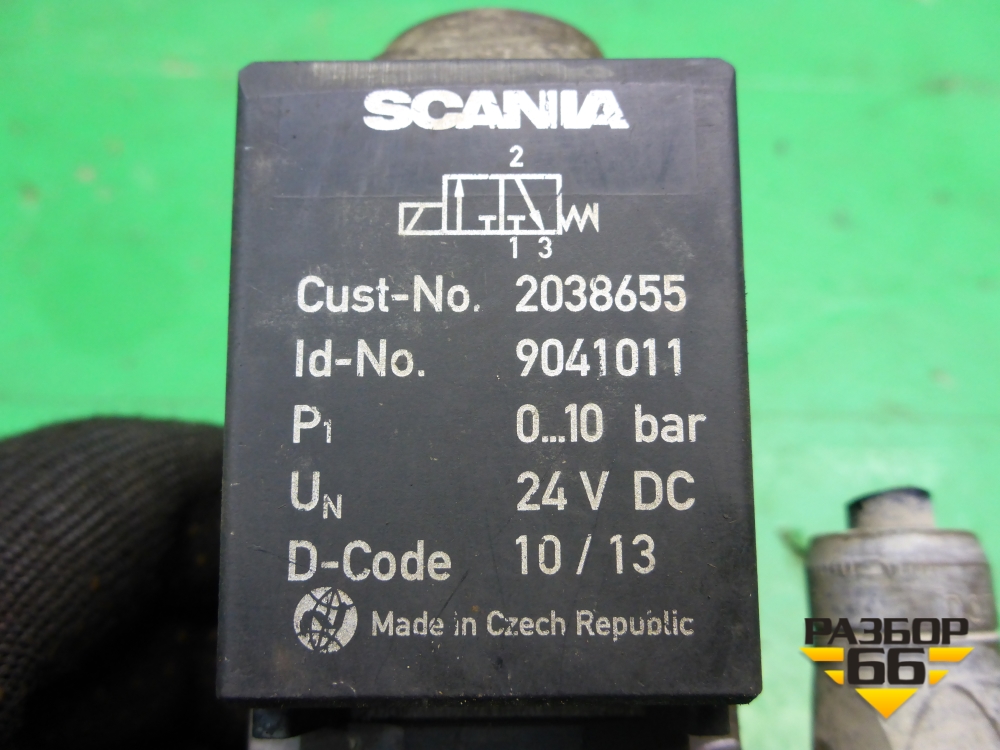 SCANIA
2
1 3
Cust-No. 2038655
Id-No. 9041011
P1 0...10 bar
UN 24 V DC
D-Code 10 / 13
Made in Czech Republic
РАЗБОР
66